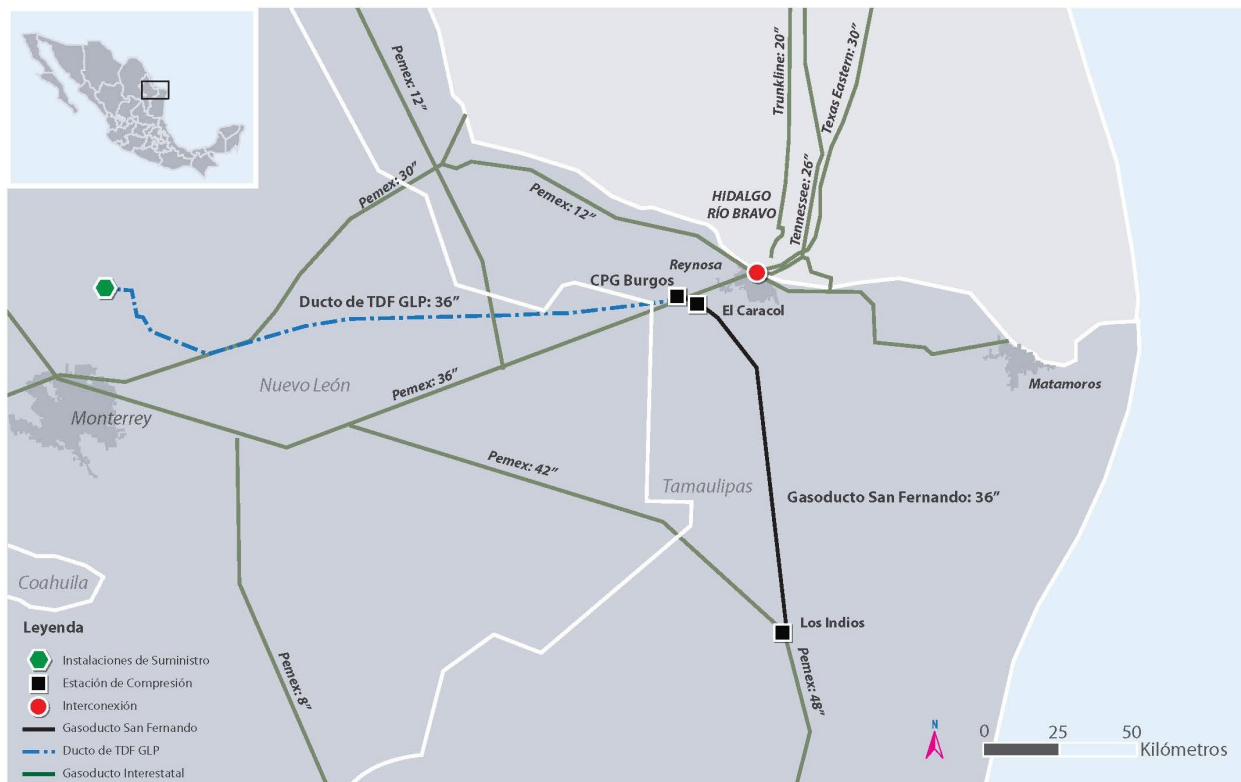 Pemex: 12”
Trunkline: 20”
Texas Eastern: 30”
Tennessee: 26”
Pemex: 30”
Pemex: 12”
HIDALGO
RÍO BRAVO
Reynosa
CPG Burgos
Ducto de TDF GLP: 36”
El Caracol
Nuevo León
Pemex: 36”
Matamoros
Monterrey
Pemex: 42”
Tamaulipas
Gasoducto San Fernando: 36”
Coahuila
Los Indios
Pemex: 8”
Pemex: 48”
Leyenda
Instalaciones de Suministro
Estación de Compresión
Interconexión
Gasoducto San Fernando
Ducto de TDF GLP
Gasoducto Interestatal
N
0 25 50 Kilómetros